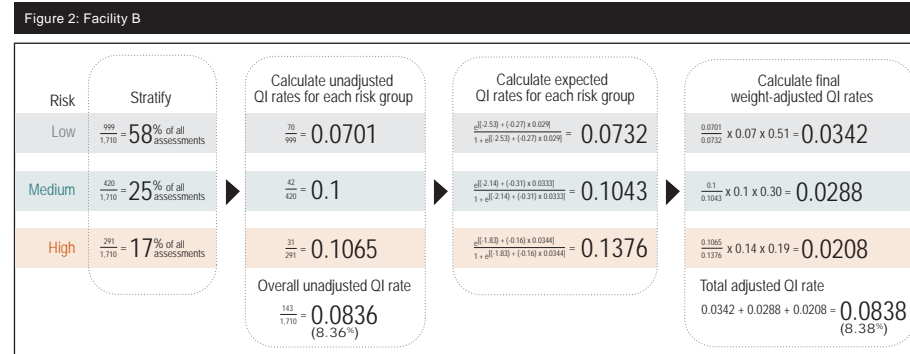 Figure 2: Facility B
Risk
Stratify
Calculate unadjusted
QI rates for each risk group
Calculate expected
QI rates for each risk group
Calculate final
weight-adjusted QI rates
Low
999/1,710 = 58% of all assessments
70/999 = 0.0701
e[(-2.53) + (-0.27) x 0.029]/1 + e[(-2.53) + (-0.27) x 0.029] = 0.0732
0.0701/0.0732 x 0.07 x 0.51 = 0.0342
Medium
420/1,710 = 25% of all assessments
42/420 = 0.1
e[(-2.14) + (-0.31) x 0.0333]/1 + e[(-2.14) + (-0.31) x 0.0333] = 0.1043
0.1/0.1043 x 0.1 x 0.30 = 0.0288
High
291/1,710 = 17% of all assessments
31/291 = 0.1065
e[(-1.83) + (-0.16) x 0.0344]/1 + e[(-1.83) + (-0.16) x 0.0344] = 0.1376
0.1065/0.1376 x 0.14 x 0.19 = 0.0208
Overall unadjusted QI rate
143/1,710 = 0.0836
(8.36%)
Total adjusted QI rate
0.0342 + 0.0288 + 0.0208 = 0.0838
(8.38%)